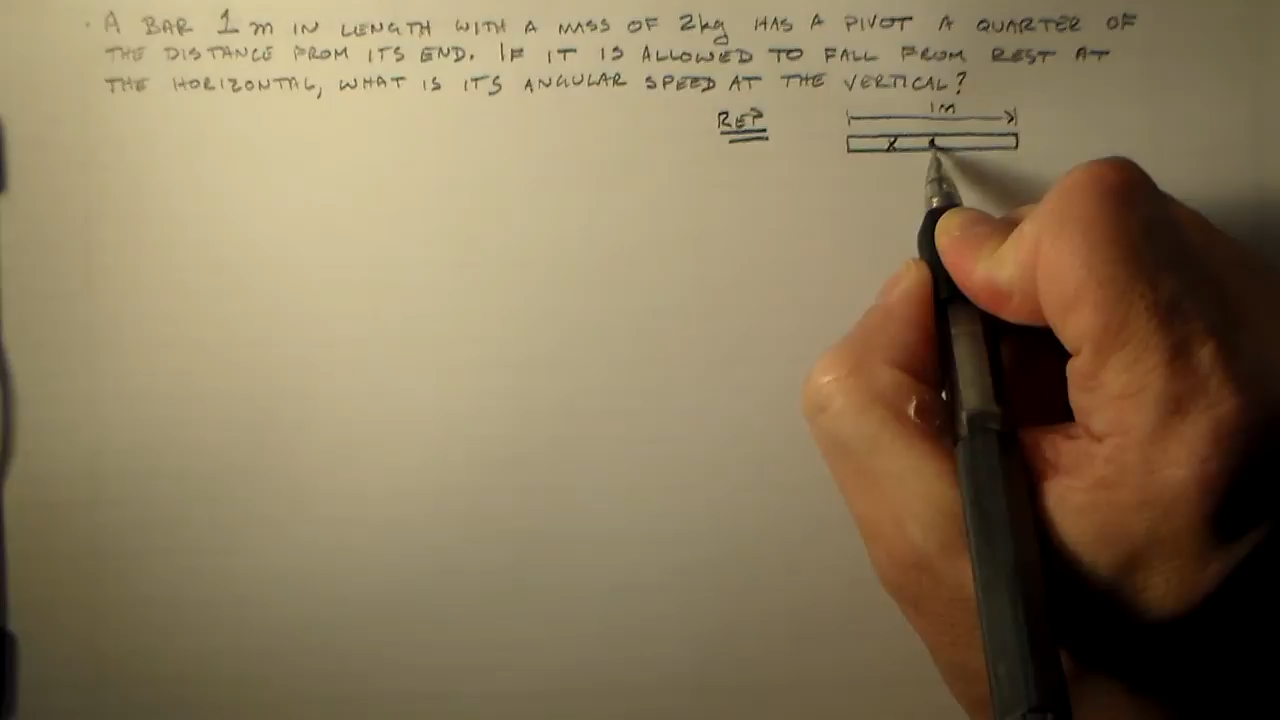 · A BAR 1 m IN LENGTH WITH A MASS OF 2kg HAS A PIVOT A QUARTER OF
THE DISTANCE FROM ITS END. IF IT IS ALLOWED TO FALL FROM REST AT
THE HORIZONTAL, WHAT IS ITS ANGULAR SPEED AT THE VERTICAL?
REP
1M
X